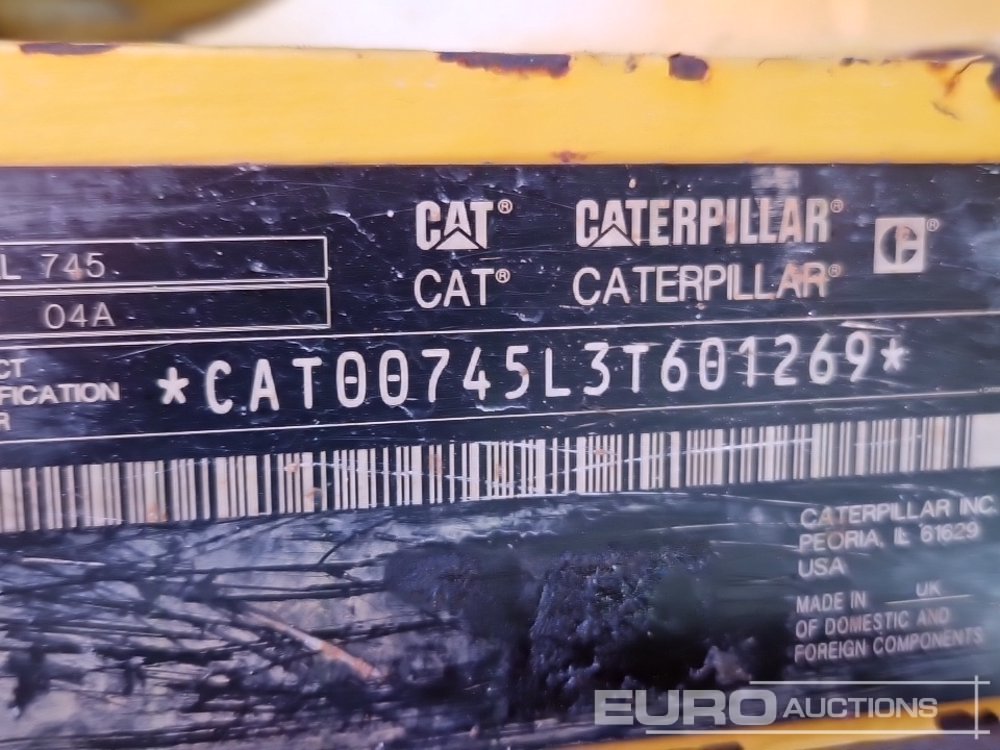 CAT® CATERPILLAR®
CAT® CATERPILLAR®
L 745
04A
CT
FICATION
R
*CAT00745L3T601269*
CATERPILLAR INC.
PEORIA, IL 61629
USA
MADE IN UK
OF DOMESTIC AND
FOREIGN COMPONENTS
EURO AUCTIONS